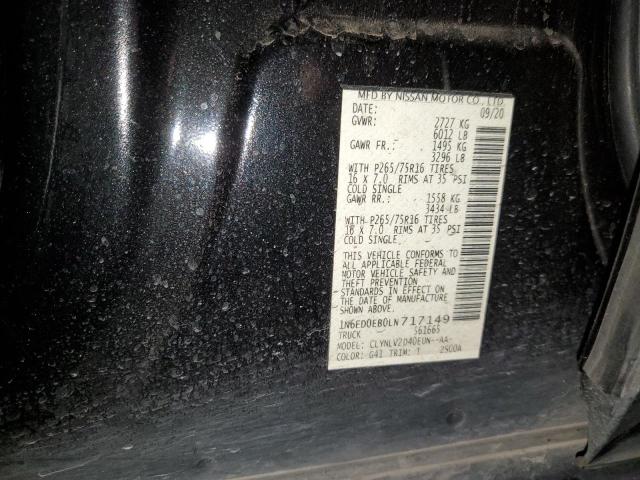 MFD BY NISSAN MOTOR CO., LTD.
DATE: 09/20
GVWR: 2727 KG
6012 LB
GAWR FR.: 1495 KG
3296 LB
WITH P265/75R16 TIRES
16 X 7.0 RIMS AT 35 PSI
COLD SINGLE
GAWR RR.: 1558 KG
3434 LB
WITH P265/75R16 TIRES
16 X 7.0 RIMS AT 35 PSI
COLD SINGLE
THIS VEHICLE CONFORMS TO
ALL APPLICABLE FEDERAL
MOTOR VEHICLE SAFETY AND
THEFT PREVENTION
STANDARDS IN EFFECT ON
THE DATE OF MANUFACTURE
SHOWN ABOVE.
1N6ED0EB0LN717149
TRUCK 561665
MODEL: CLYNLV2D40EUN--AA-
COLOR: G41 TRIM: T 2500A